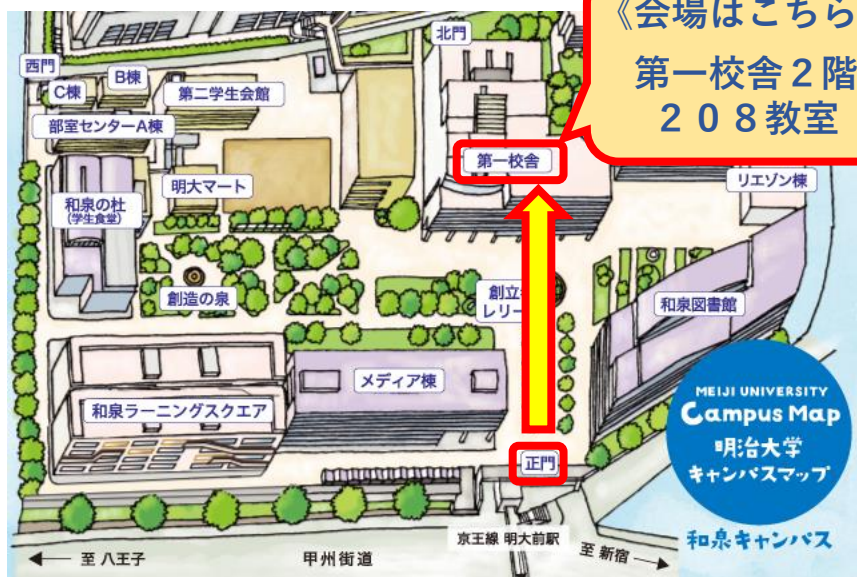 《会場はこちら
第一校舎２階
２０８教室
北門
西門
C棟
B棟
第二学生会館
部室センターA棟
第一校舎
明大マート
和泉の杜
(学生食堂)
リエゾン棟
創造の泉
創立
レリー
和泉図書館
メディア棟
和泉ラーニングスクエア
MEIJI UNIVERSITY
Campus Map
明治大学
キャンパスマップ
正門
和泉キャンパス
京王線 明大前駅
至 新宿
至 八王子
甲州街道